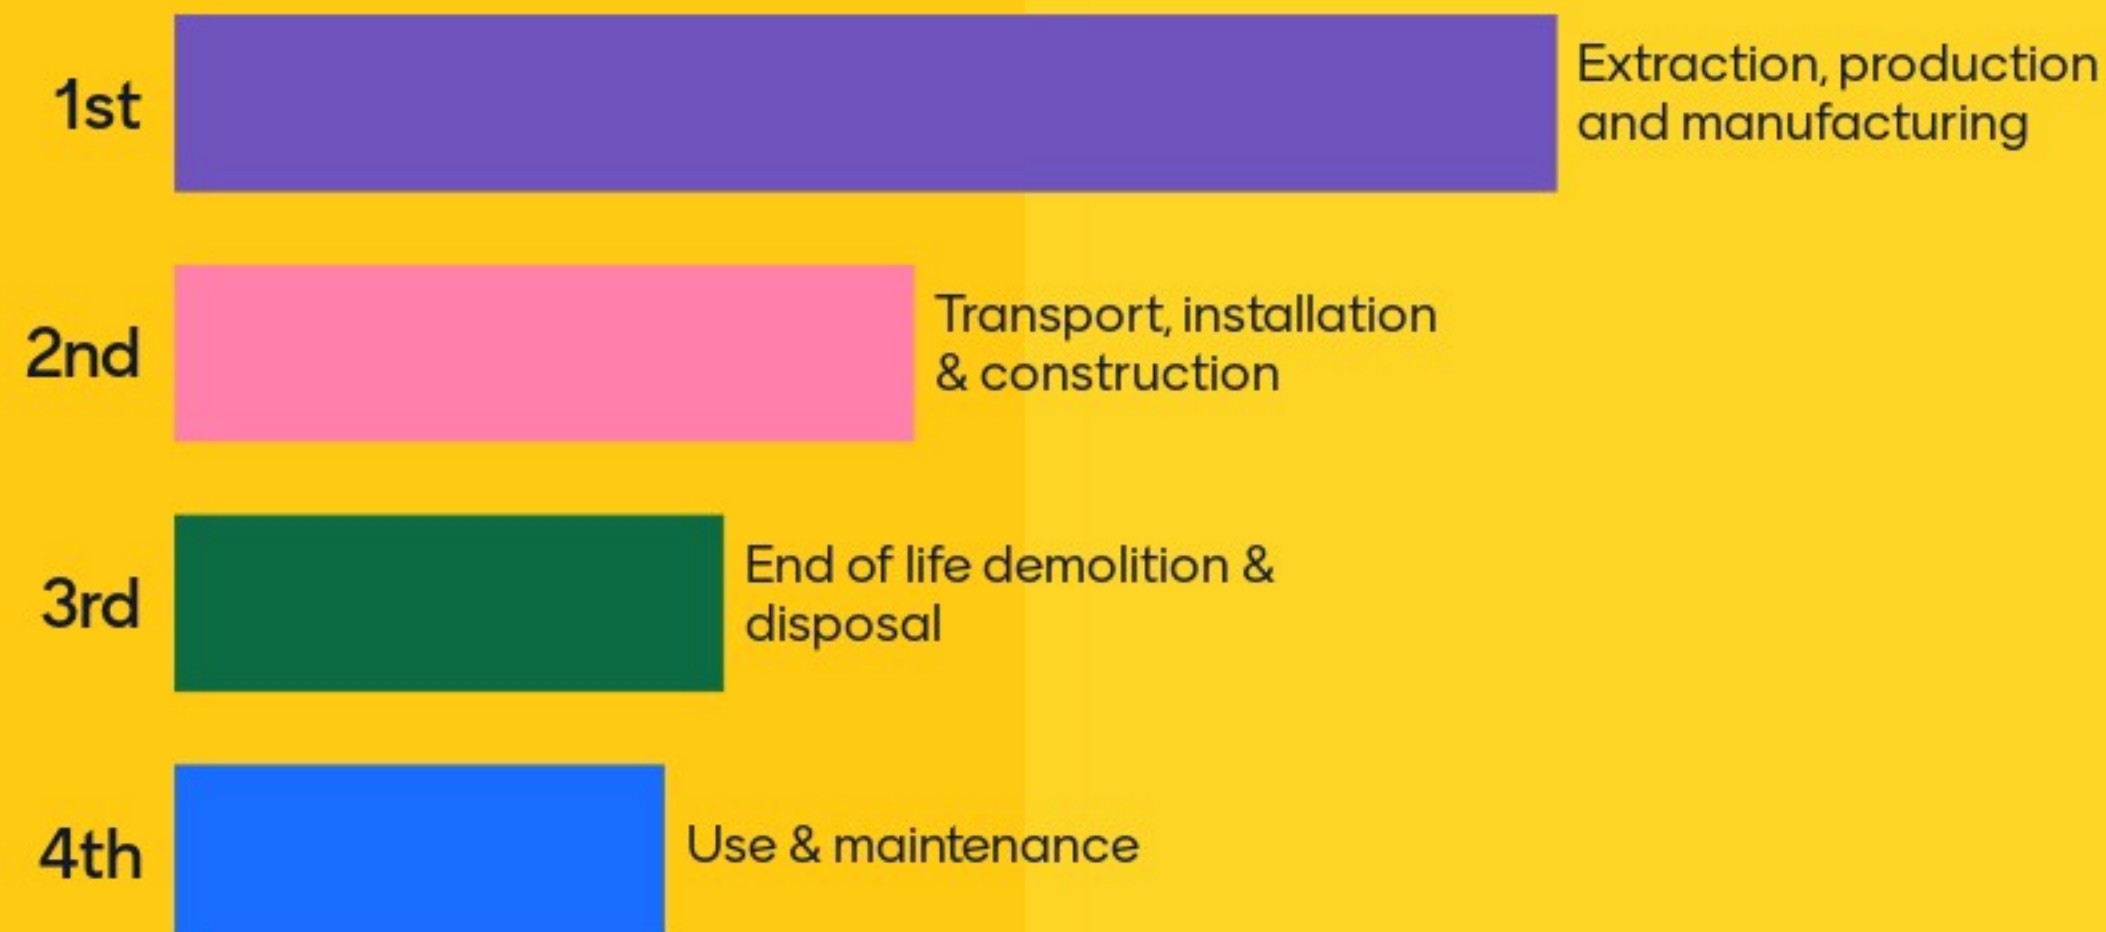 1st
Extraction, production
and manufacturing
2nd
Transport, installation
& construction
3rd
End of life demolition &
disposal
4th
Use & maintenance